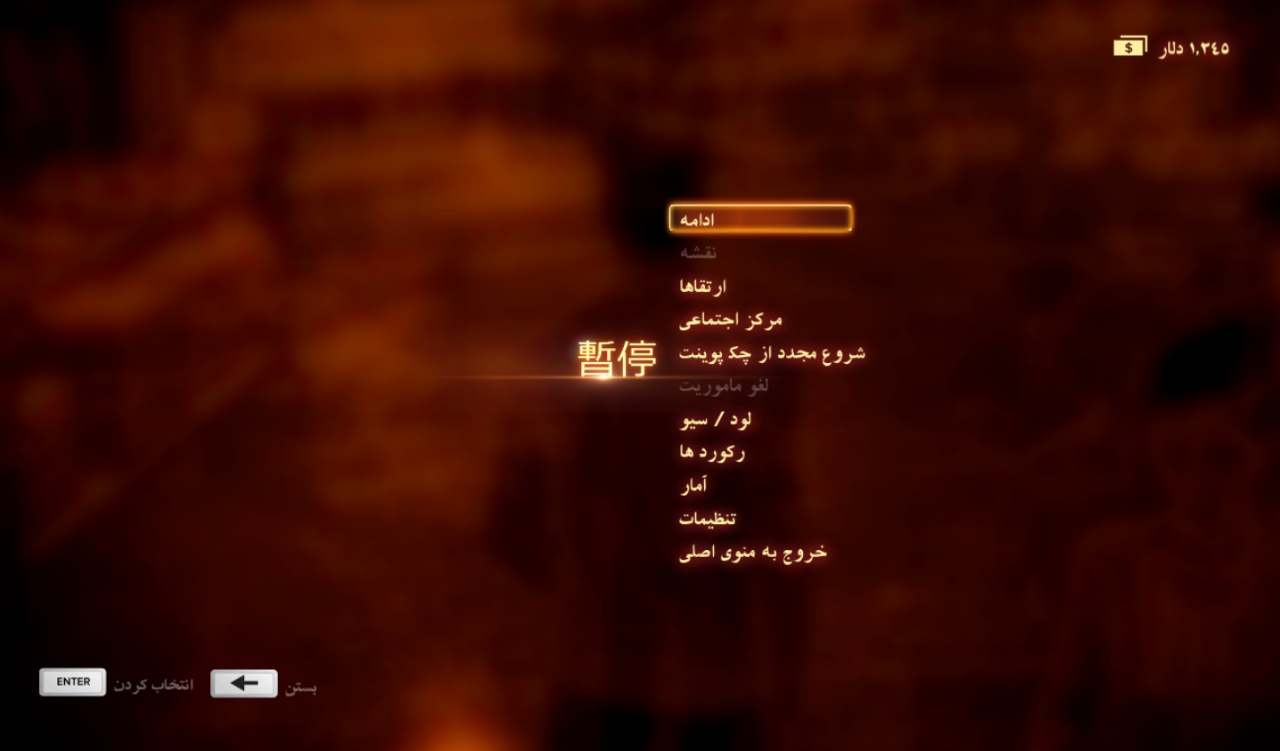 $ ۱,۳٤٥ دلار
ادامه
نقشه
ارتقاها
مرکز اجتماعی
شروع مجدد از چک پوینت
暫停
لغو ماموریت
لود / سیو
رکورد ها
آمار
تنظیمات
خروج به منوی اصلی
ENTER انتخاب کردن
بستن